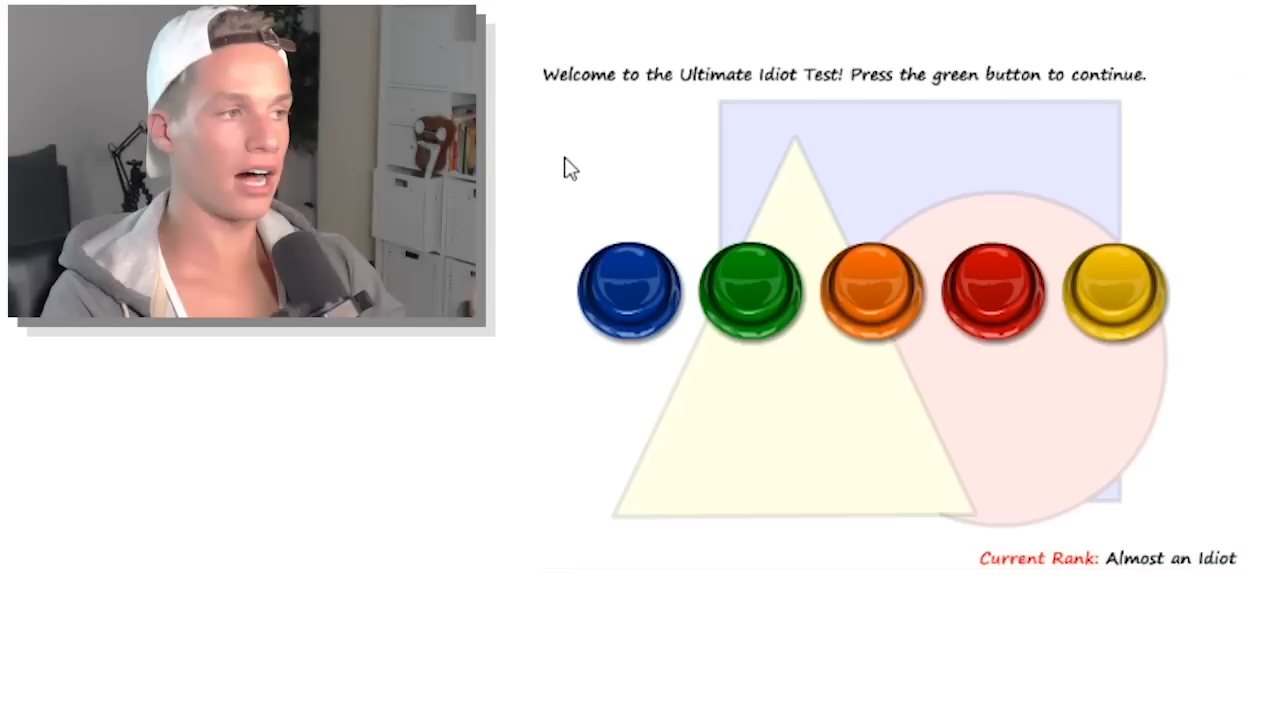 Welcome to the Ultimate Idiot Test! Press the green button to continue.
Current Rank: Almost an Idiot